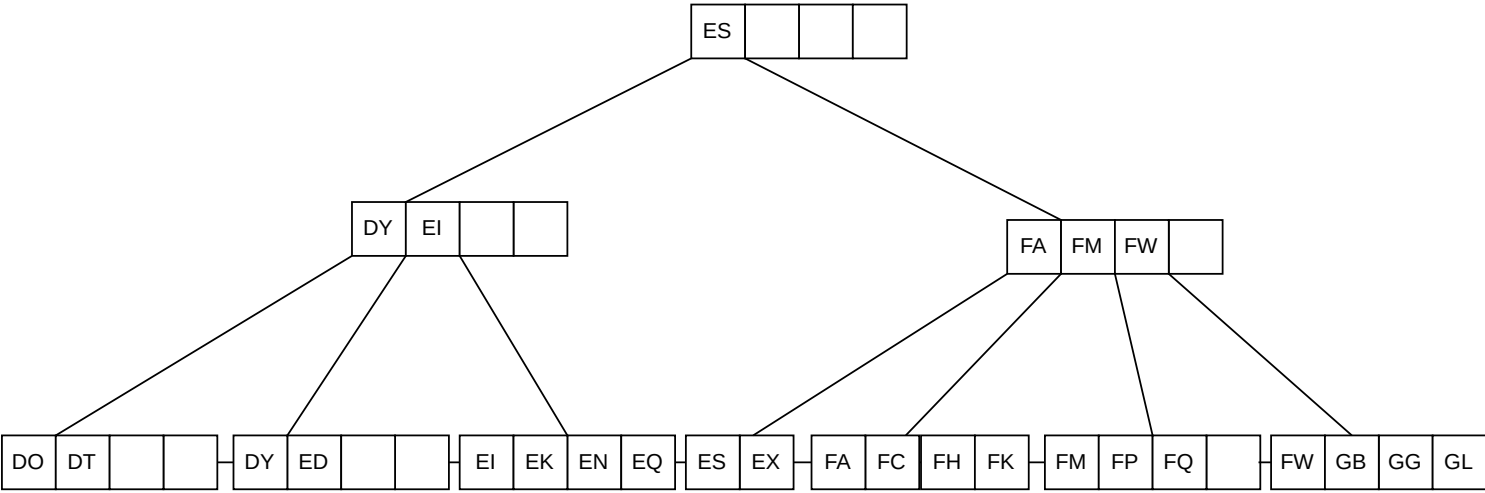 ES
DY EI
FA FM FW
DO DT DY ED EI EK EN EQ ES EX FA FC FH FK FM FP FQ FW GB GG GL